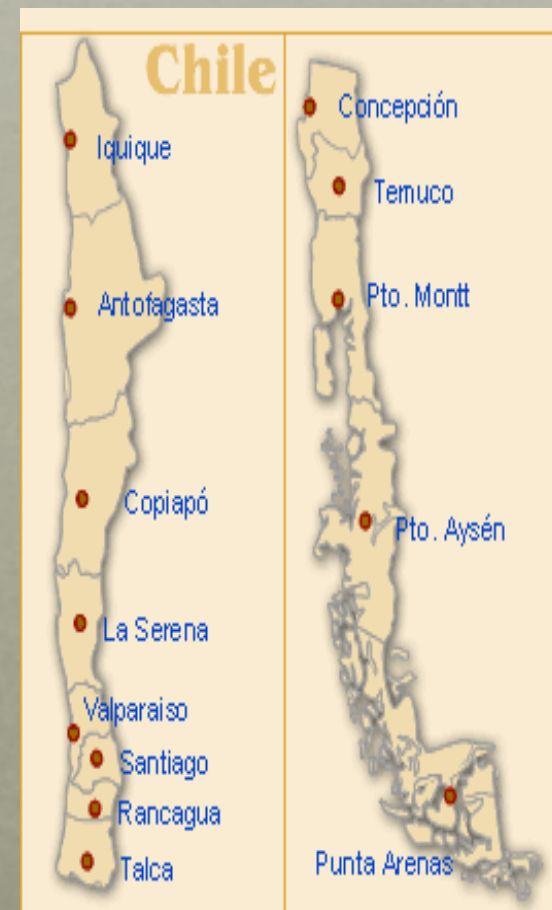 Chile
Iquique
Antofagasta
Copiapó
La Serena
Valparaiso
Santiago
Rancagua
Talca
Concepción
Temuco
Pto. Montt
Pto. Aysén
Punta Arenas